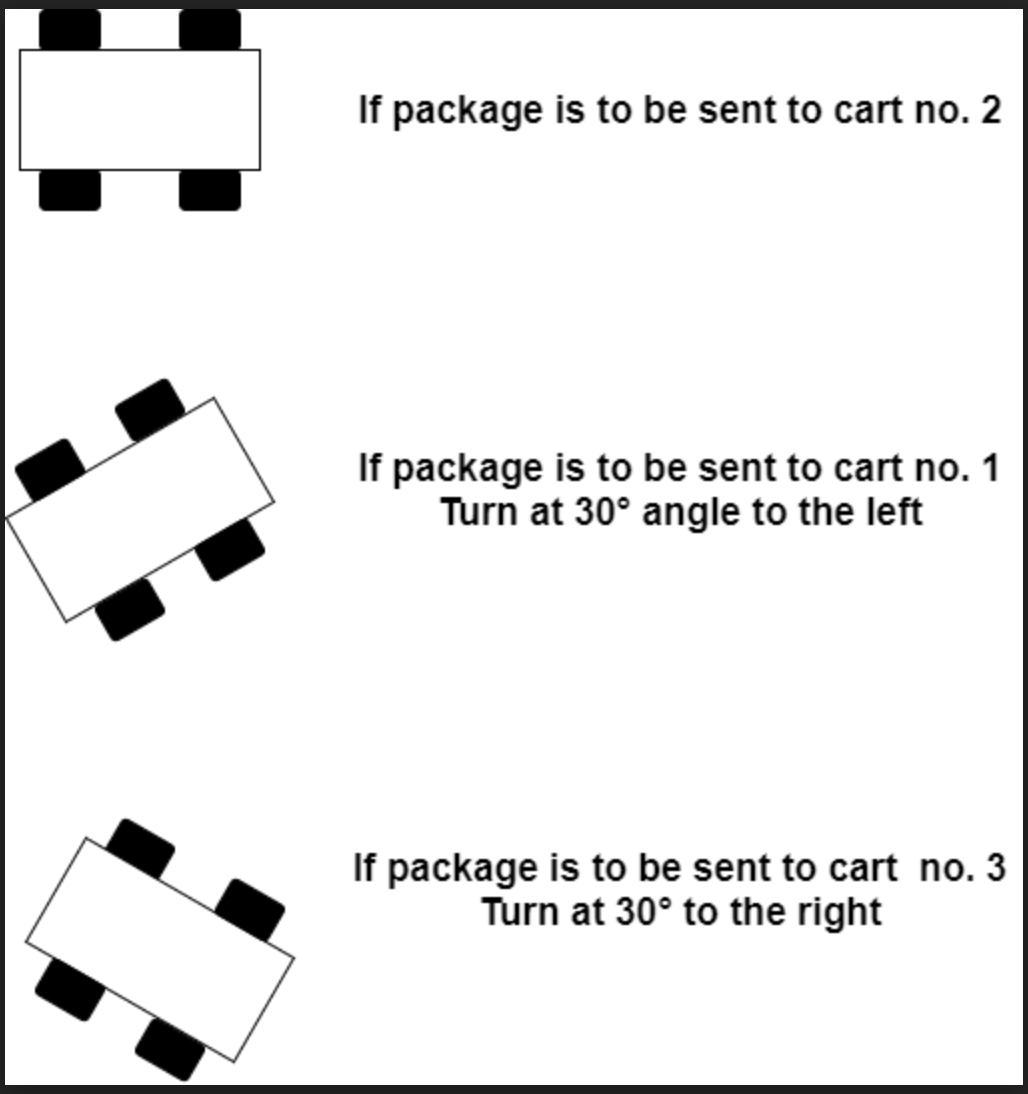 If package is to be sent to cart no. 2
If package is to be sent to cart no. 1
Turn at 30° angle to the left
If package is to be sent to cart  no. 3
Turn at 30° to the right